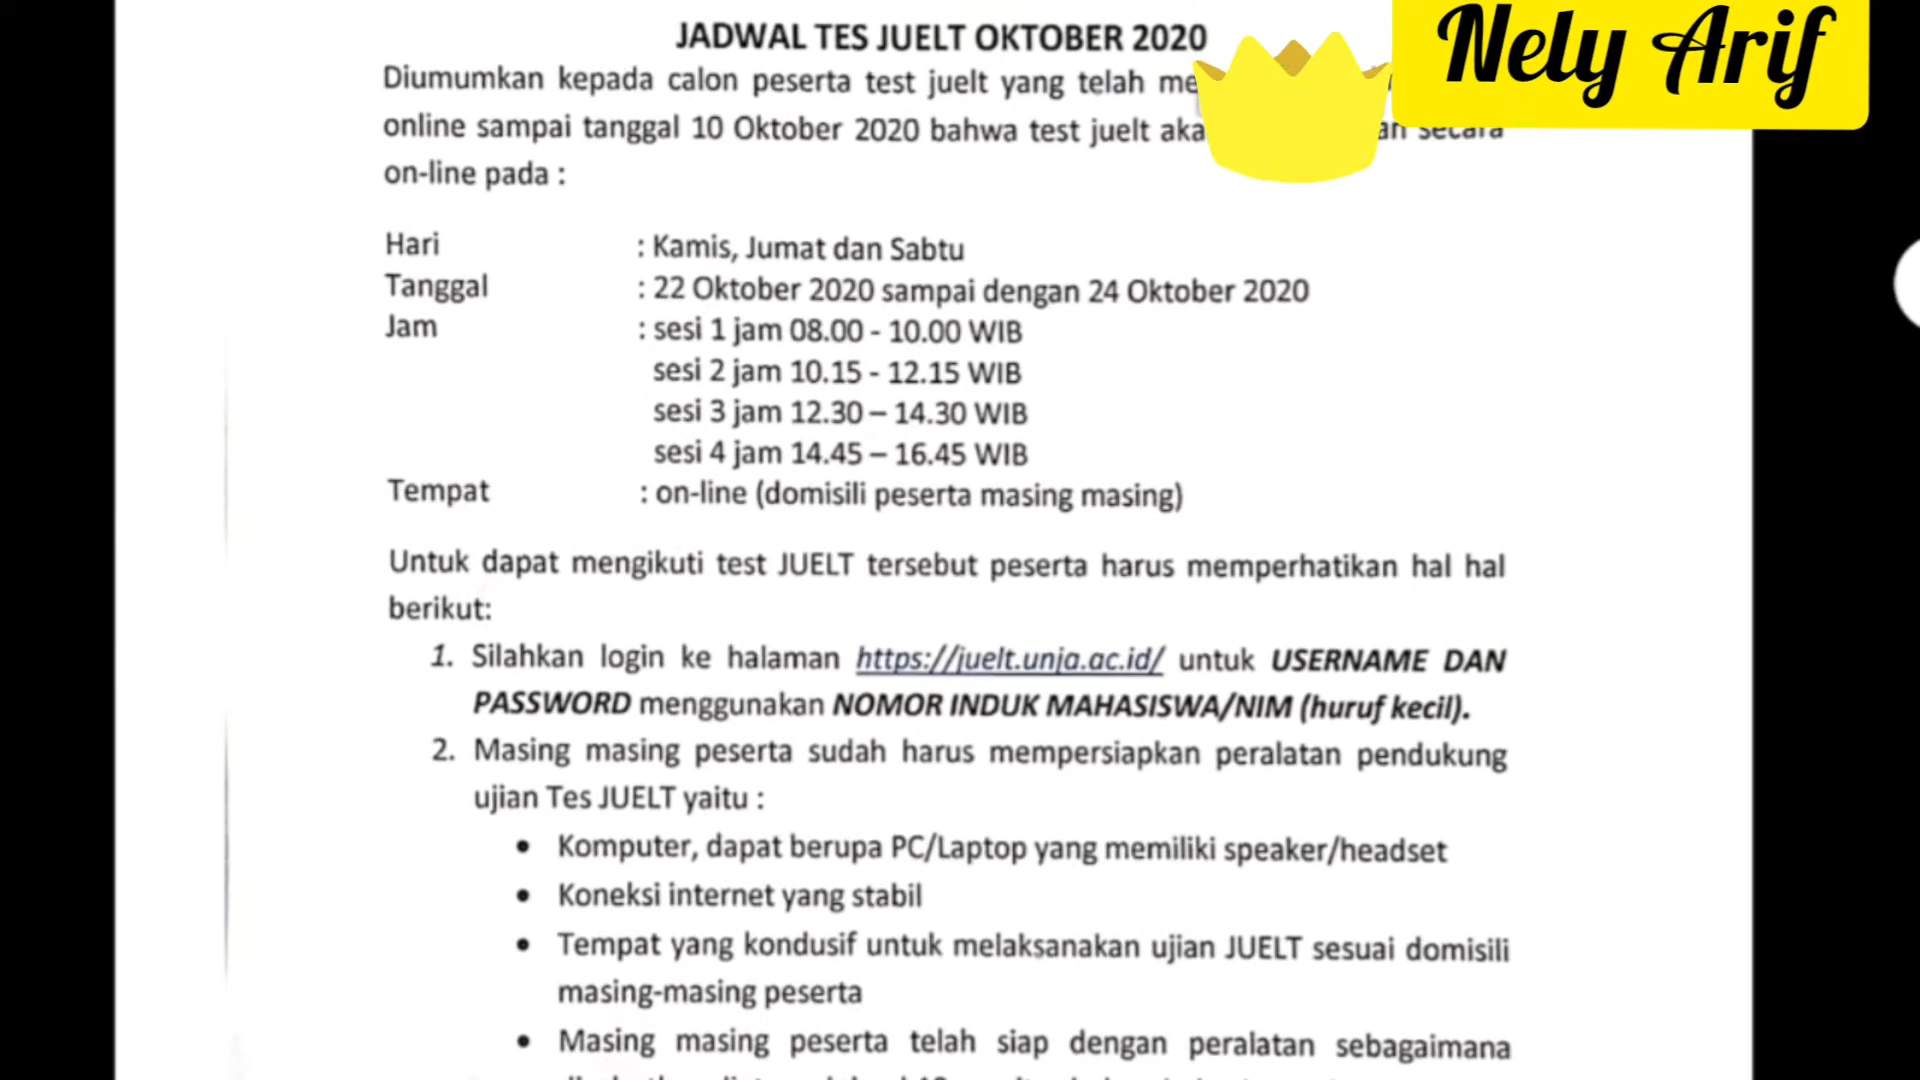 JADWAL TES JUELT OKTOBER 2020
Nely Arif
Diumumkan kepada calon peserta test juelt yang telah me
online sampai tanggal 10 Oktober 2020 bahwa test juelt aka an secara
on-line pada :
Hari : Kamis, Jumat dan Sabtu
Tanggal : 22 Oktober 2020 sampai dengan 24 Oktober 2020
Jam : sesi 1 jam 08.00 - 10.00 WIB
sesi 2 jam 10.15 - 12.15 WIB
sesi 3 jam 12.30 – 14.30 WIB
sesi 4 jam 14.45 – 16.45 WIB
Tempat : on-line (domisili peserta masing masing)
Untuk dapat mengikuti test JUELT tersebut peserta harus memperhatikan hal hal
berikut:
1. Silahkan login ke halaman https://juelt.unja.ac.id/ untuk USERNAME DAN
PASSWORD menggunakan NOMOR INDUK MAHASISWA/NIM (huruf kecil).
2. Masing masing peserta sudah harus mempersiapkan peralatan pendukung
ujian Tes JUELT yaitu :
• Komputer, dapat berupa PC/Laptop yang memiliki speaker/headset
• Koneksi internet yang stabil
• Tempat yang kondusif untuk melaksanakan ujian JUELT sesuai domisili
masing-masing peserta
• Masing masing peserta telah siap dengan peralatan sebagaimana